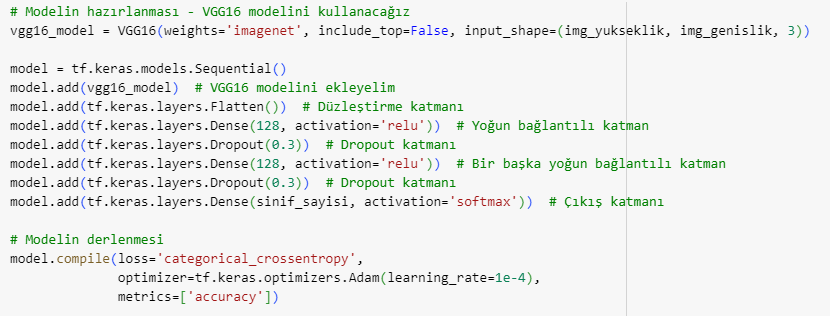 # Modelin hazırlanması - VGG16 modelini kullanacağız
vgg16_model = VGG16(weights='imagenet', include_top=False, input_shape=(img_yukseklik, img_genislik, 3))
model = tf.keras.models.Sequential()
model.add(vgg16_model)  # VGG16 modelini ekleyelim
model.add(tf.keras.layers.Flatten())  # Düzleştirme katmanı
model.add(tf.keras.layers.Dense(128, activation='relu'))  # Yoğun bağlantılı katman
model.add(tf.keras.layers.Dropout(0.3))  # Dropout katmanı
model.add(tf.keras.layers.Dense(128, activation='relu'))  # Bir başka yoğun bağlantılı katman
model.add(tf.keras.layers.Dropout(0.3))  # Dropout katmanı
model.add(tf.keras.layers.Dense(sinif_sayisi, activation='softmax'))  # Çıkış katmanı
# Modelin derlenmesi
model.compile(loss='categorical_crossentropy',
              optimizer=tf.keras.optimizers.Adam(learning_rate=1e-4),
              metrics=['accuracy'])